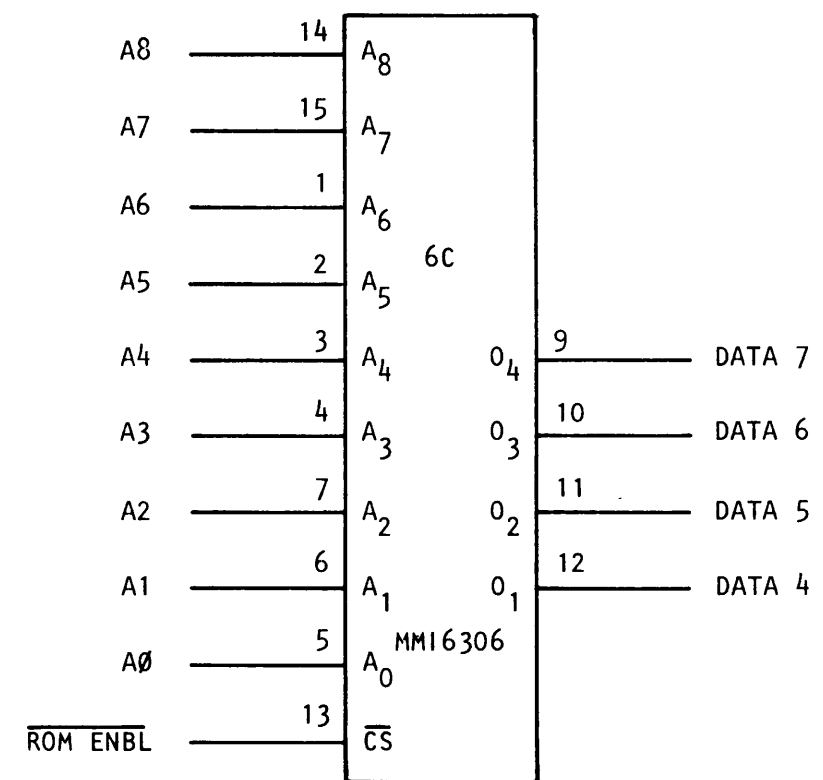 A8 14 A8
A7 15 A7
A6 1 A6
6C
A5 2 A5
A4 3 A4 O4 9 DATA 7
A3 4 A3 O3 10 DATA 6
A2 7 A2 O2 11 DATA 5
A1 6 A1 O1 12 DATA 4
MMI6306
AØ 5 A0
ROM ENBL 13 CS